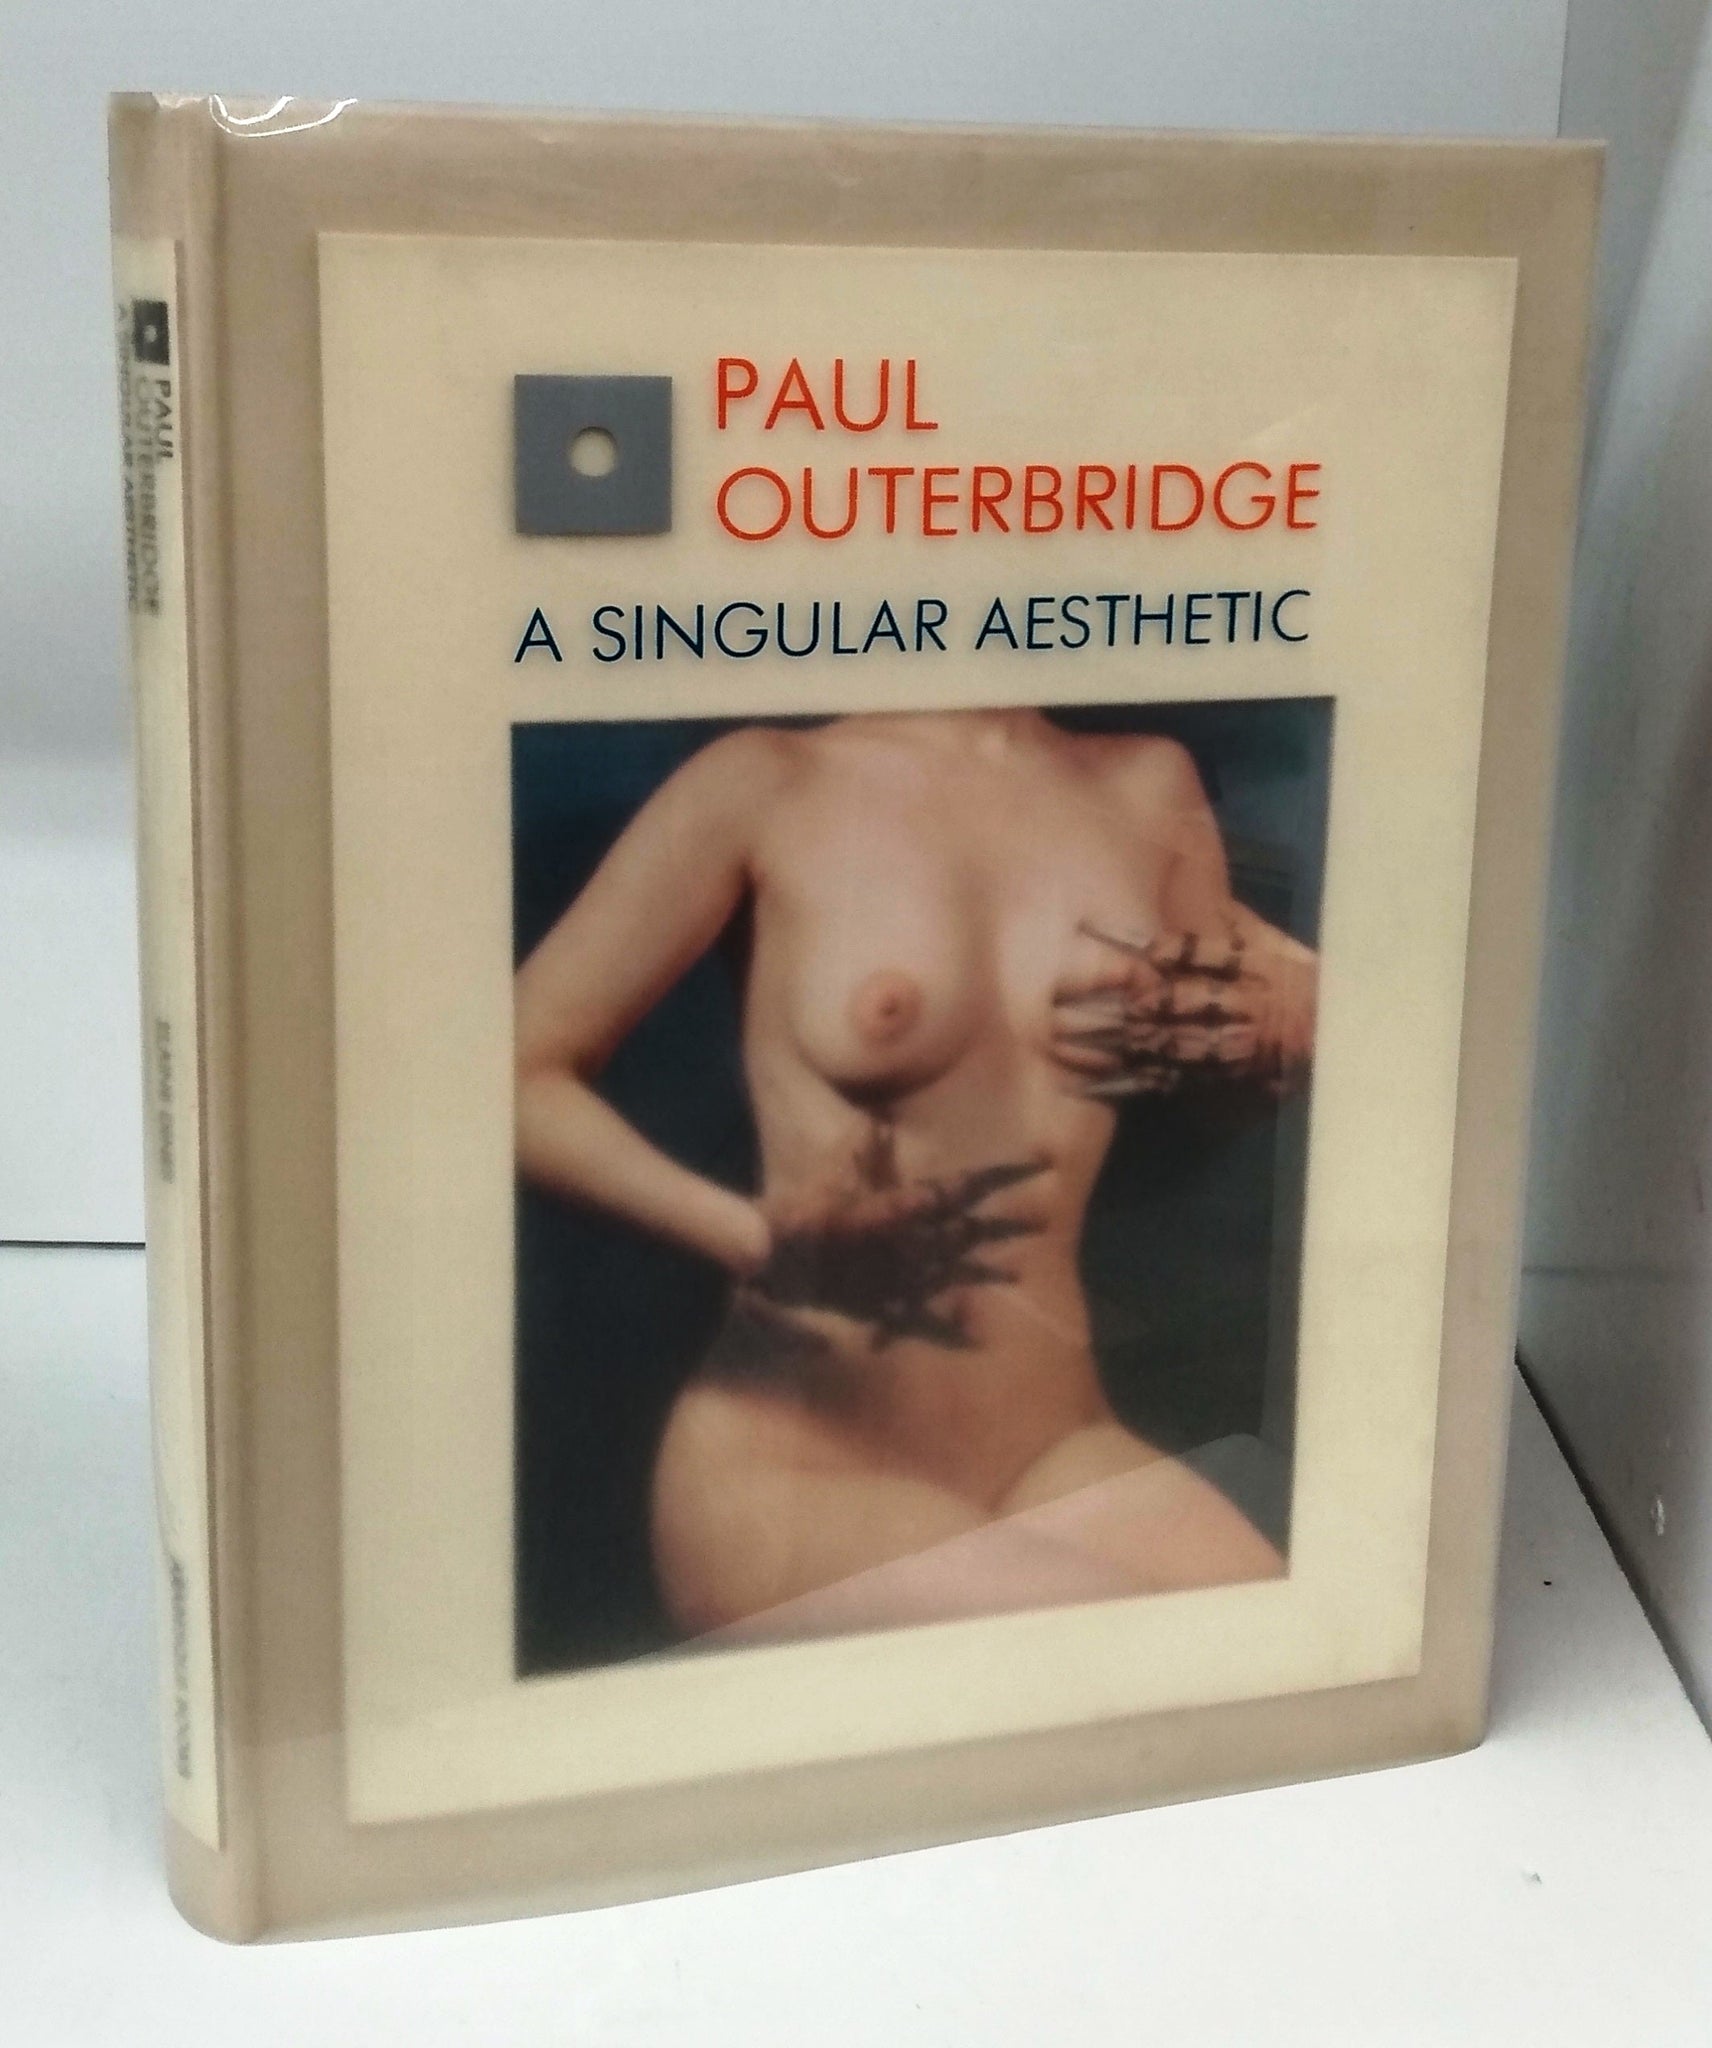 PAUL
OUTERBRIDGE
A SINGULAR AESTHETIC
PAUL
OUTERBRIDGE
A SINGULAR AESTHETIC